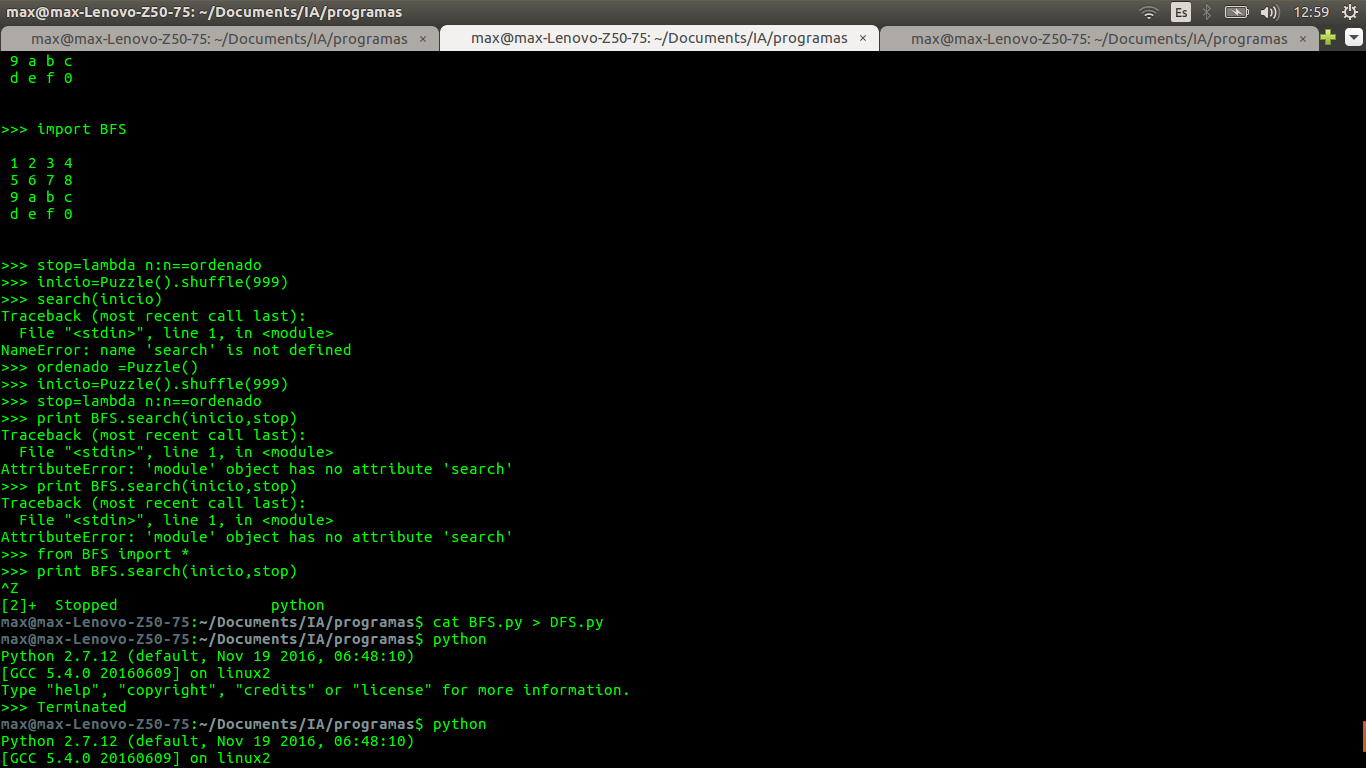 max@max-Lenovo-Z50-75: ~/Documents/IA/programas
Es
12:59
max@max-Lenovo-Z50-75: ~/Documents/IA/programas ×
max@max-Lenovo-Z50-75: ~/Documents/IA/programas ×
max@max-Lenovo-Z50-75: ~/Documents/IA/programas ×
9 a b c
d e f 0
>>> import BFS
1 2 3 4
5 6 7 8
9 a b c
d e f 0
>>> stop=lambda n:n==ordenado
>>> inicio=Puzzle().shuffle(999)
>>> search(inicio)
Traceback (most recent call last):
  File "<stdin>", line 1, in <module>
NameError: name 'search' is not defined
>>> ordenado =Puzzle()
>>> inicio=Puzzle().shuffle(999)
>>> stop=lambda n:n==ordenado
>>> print BFS.search(inicio,stop)
Traceback (most recent call last):
  File "<stdin>", line 1, in <module>
AttributeError: 'module' object has no attribute 'search'
>>> print BFS.search(inicio,stop)
Traceback (most recent call last):
  File "<stdin>", line 1, in <module>
AttributeError: 'module' object has no attribute 'search'
>>> from BFS import *
>>> print BFS.search(inicio,stop)
^Z
[2]+  Stopped                 python
max@max-Lenovo-Z50-75:~/Documents/IA/programas$ cat BFS.py > DFS.py
max@max-Lenovo-Z50-75:~/Documents/IA/programas$ python
Python 2.7.12 (default, Nov 19 2016, 06:48:10)
[GCC 5.4.0 20160609] on linux2
Type "help", "copyright", "credits" or "license" for more information.
>>> Terminated
max@max-Lenovo-Z50-75:~/Documents/IA/programas$ python
Python 2.7.12 (default, Nov 19 2016, 06:48:10)
[GCC 5.4.0 20160609] on linux2